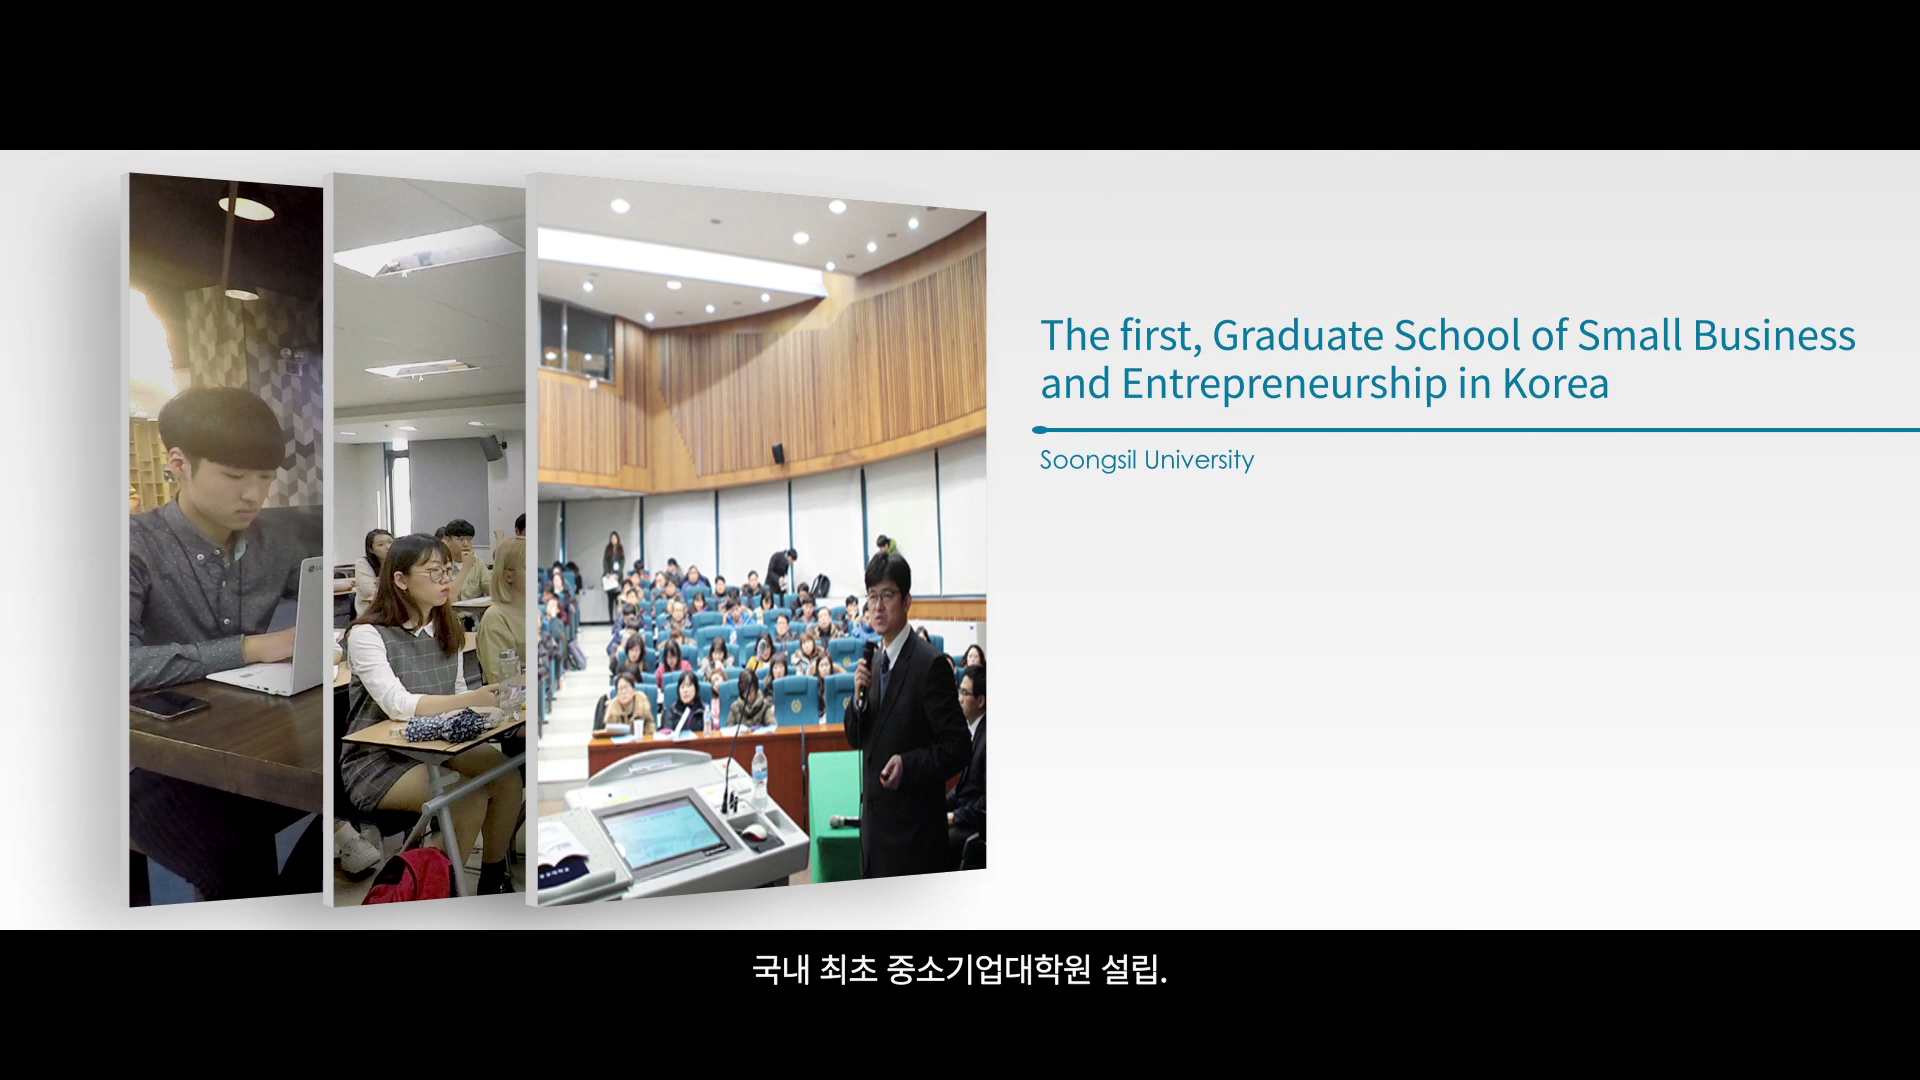 The first, Graduate School of Small Business
and Entrepreneurship in Korea
Soongsil University
국내 최초 중소기업대학원 설립.